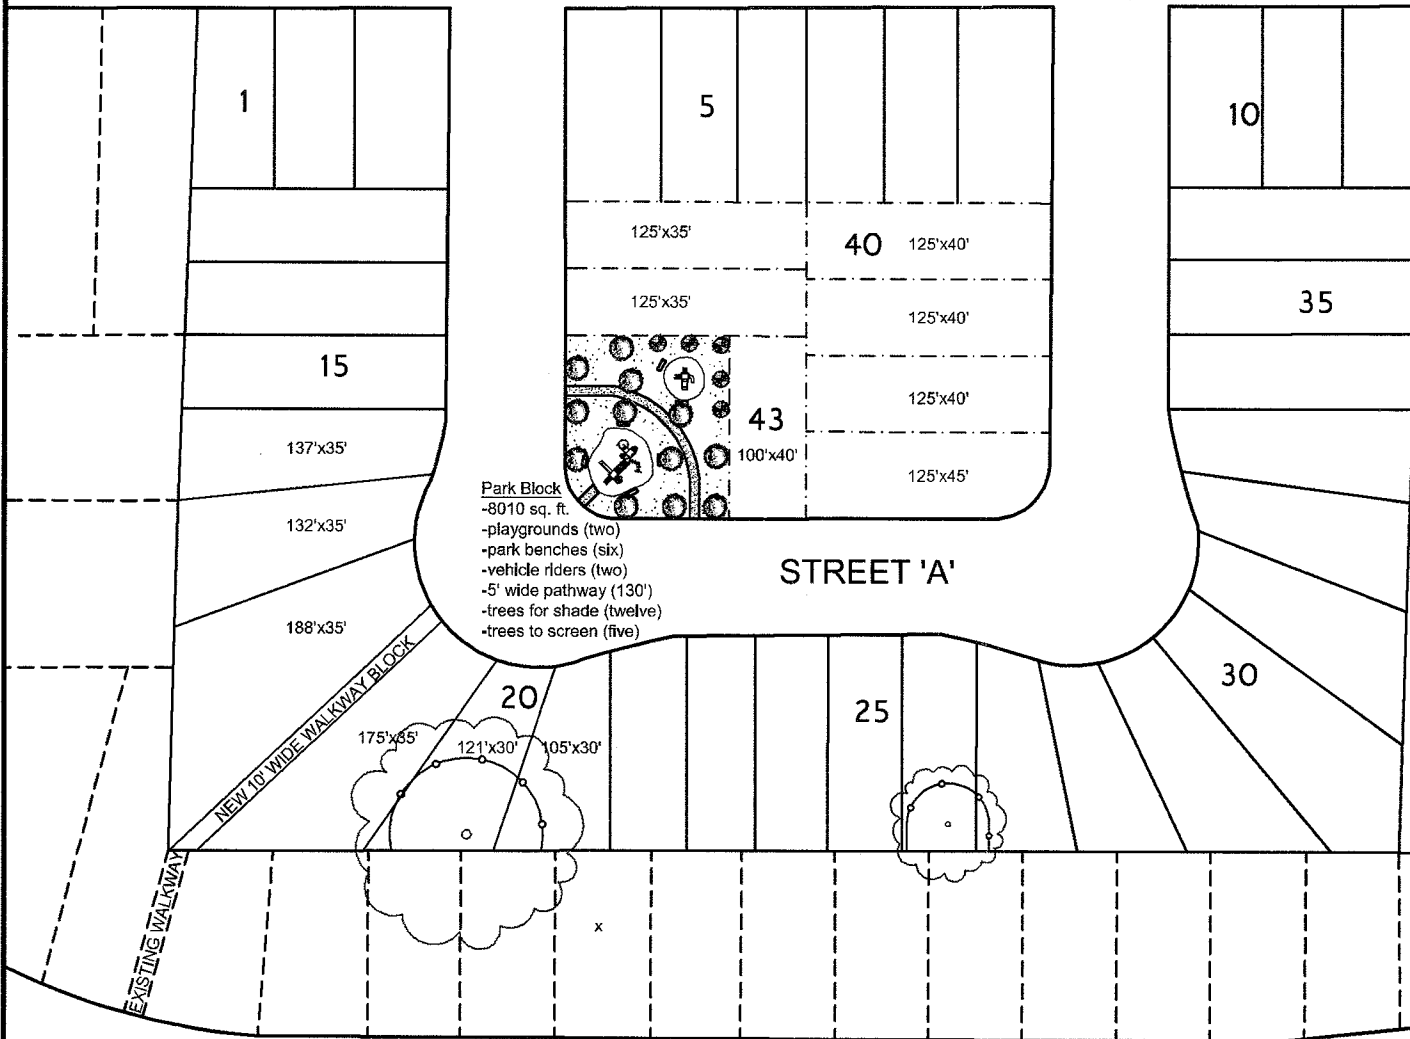 1
5
10
125'x35'
40
125'x40'
125'x35'
35
125'x40'
15
125'x40'
43
137'x35'
100'x40'
125'x45'
Park Block
-8010 sq. ft.
-playgrounds (two)
-park benches (six)
-vehicle riders (two)
-5' wide pathway (130')
-trees for shade (twelve)
-trees to screen (five)
132'x35'
STREET 'A'
188'x35'
NEW 10' WIDE WALKWAY BLOCK
20
30
25
175'x35'
121'x30'
105'x30'
EXISTING WALKWAY
x